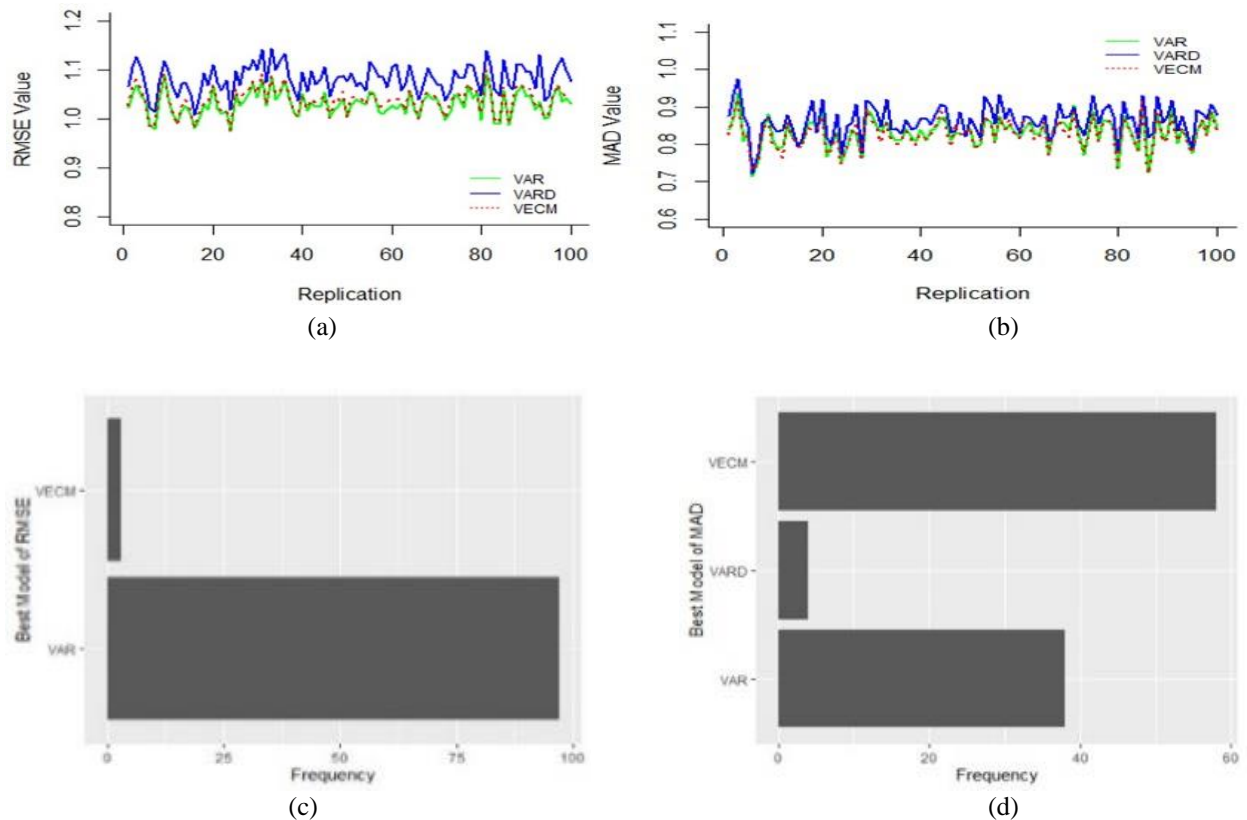 RMSE Value
1.2
1.1
1.0
0.9
0.8
VAR
VARD
VECM
0 20 40 60 80 100
Replication
(a)
MAD Value
1.1
1.0
0.9
0.8
0.7
0.6
VAR
VARD
VECM
0 20 40 60 80 100
Replication
(b)
Best Model of RMSE
VECM
VAR
0 25 50 75 100
Frequency
(c)
Best Model of MAD
VECM
VARD
VAR
0 20 40 60
Frequency
(d)